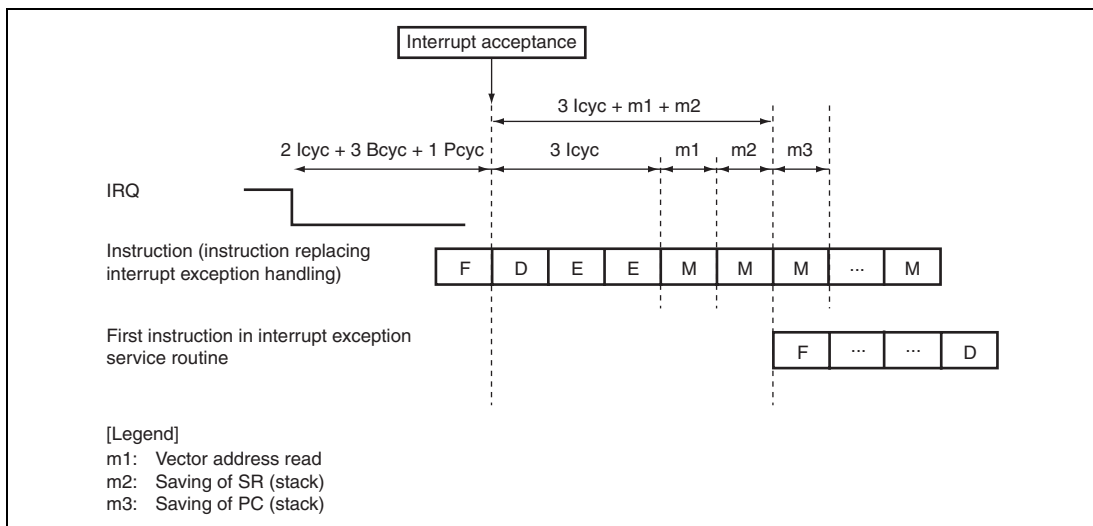 Interrupt acceptance
3 Icyc + m1 + m2
2 Icyc + 3 Bcyc + 1 Pcyc
3 Icyc
m1
m2
m3
IRQ
Instruction (instruction replacing
interrupt exception handling)
F D E E M M M ... M
First instruction in interrupt exception
service routine
F ... ... D
[Legend]
m1: Vector address read
m2: Saving of SR (stack)
m3: Saving of PC (stack)